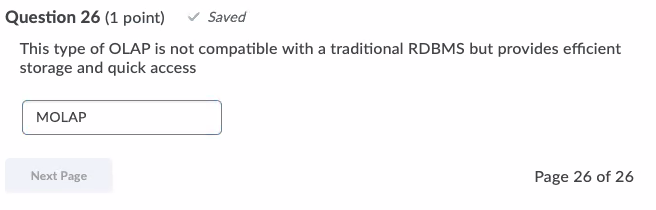 Question 26 (1 point) ✓ Saved
This type of OLAP is not compatible with a traditional RDBMS but provides efficient
storage and quick access
MOLAP
Next Page Page 26 of 26